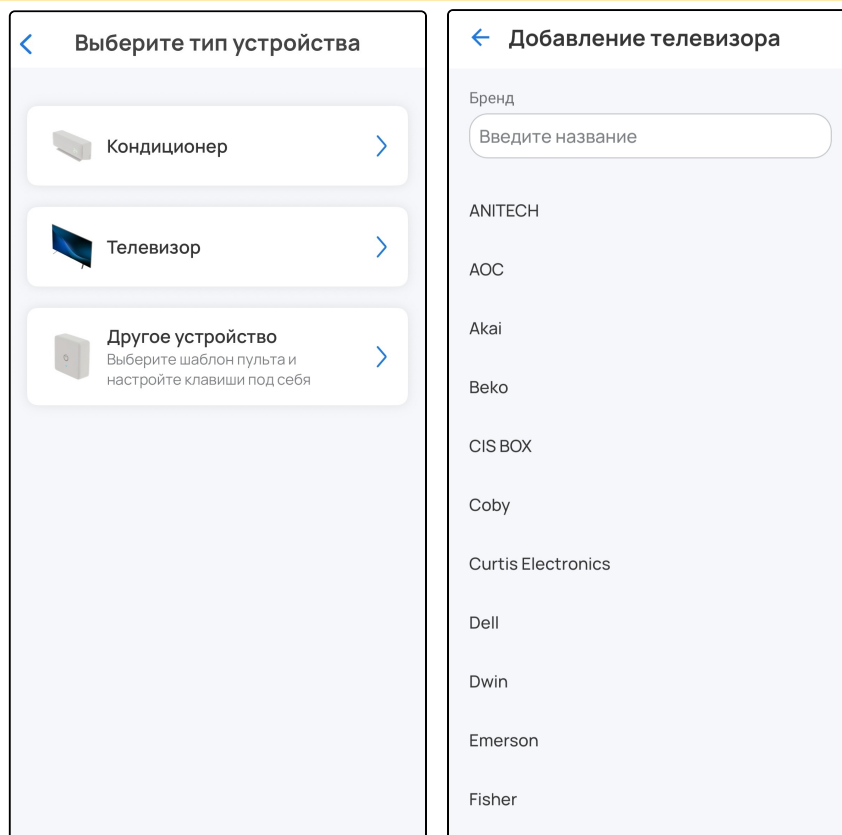 Выберите тип устройства
Кондиционер
Телевизор
Другое устройство
Выберите шаблон пульта и
настройте клавиши под себя
Добавление телевизора
Бренд
Введите название
ANITECH
AOC
Akai
Beko
CIS BOX
Coby
Curtis Electronics
Dell
Dwin
Emerson
Fisher